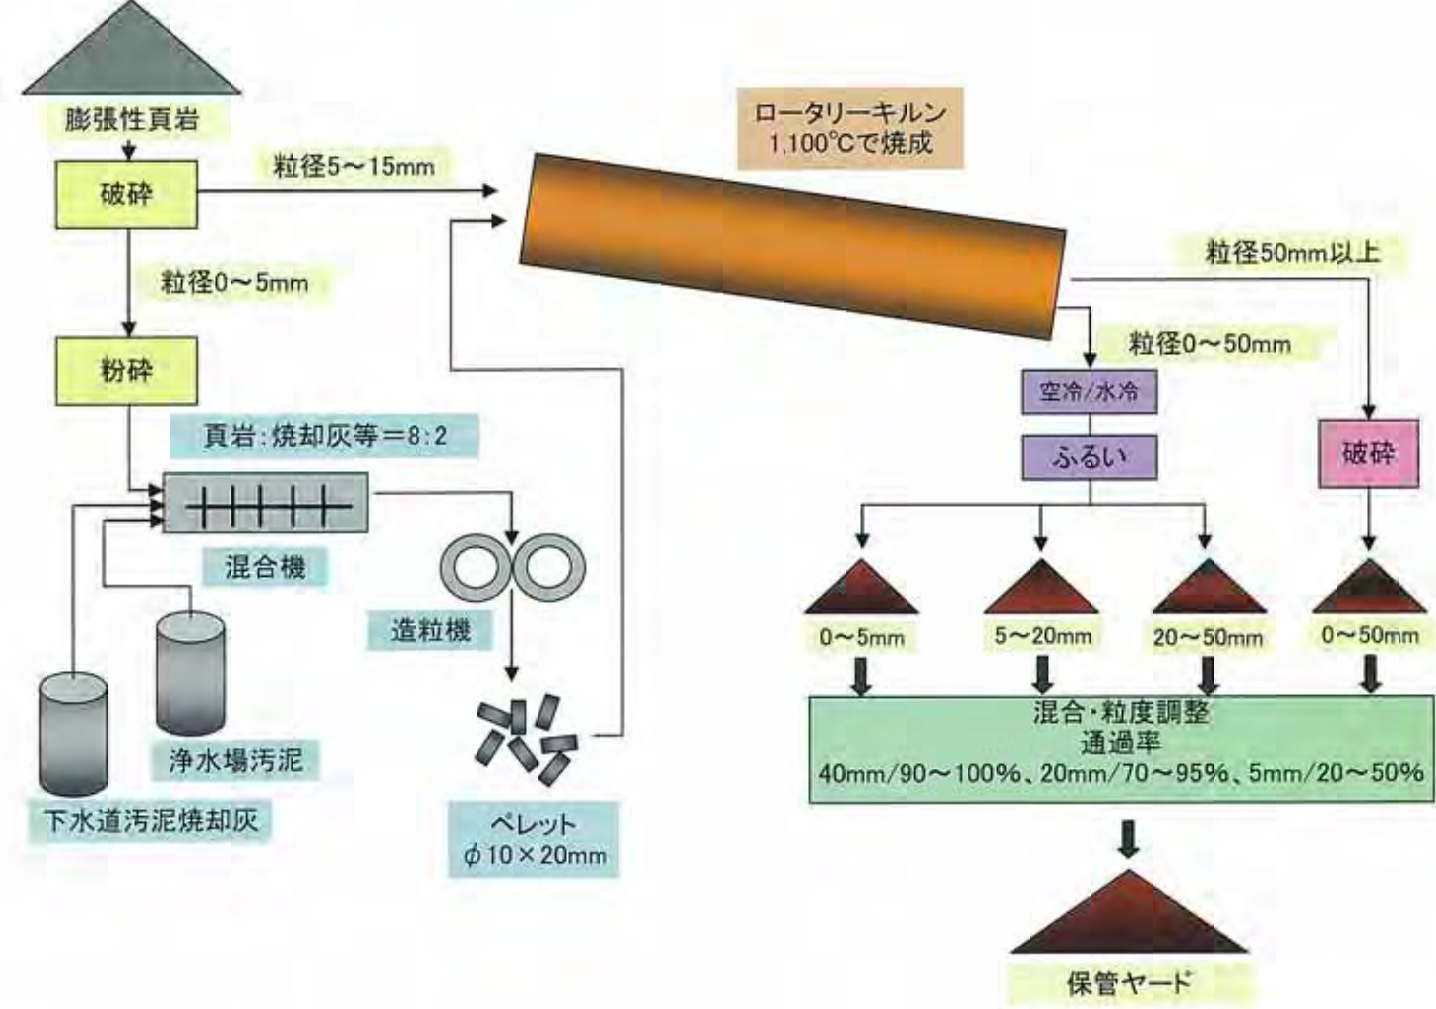 膨張性頁岩
破砕
粒径5～15mm
粒径0～5mm
粉砕
頁岩：焼却灰等＝8：2
混合機
造粒機
浄水場汚泥
下水道汚泥焼却灰
ペレット
φ10×20mm
ロータリーキルン
1,100℃で焼成
粒径50mm以上
粒径0～50mm
空冷/水冷
ふるい
破砕
0～5mm
5～20mm
20～50mm
0～50mm
混合・粒度調整
通過率
40mm/90～100%、20mm/70～95%、5mm/20～50%
保管ヤード